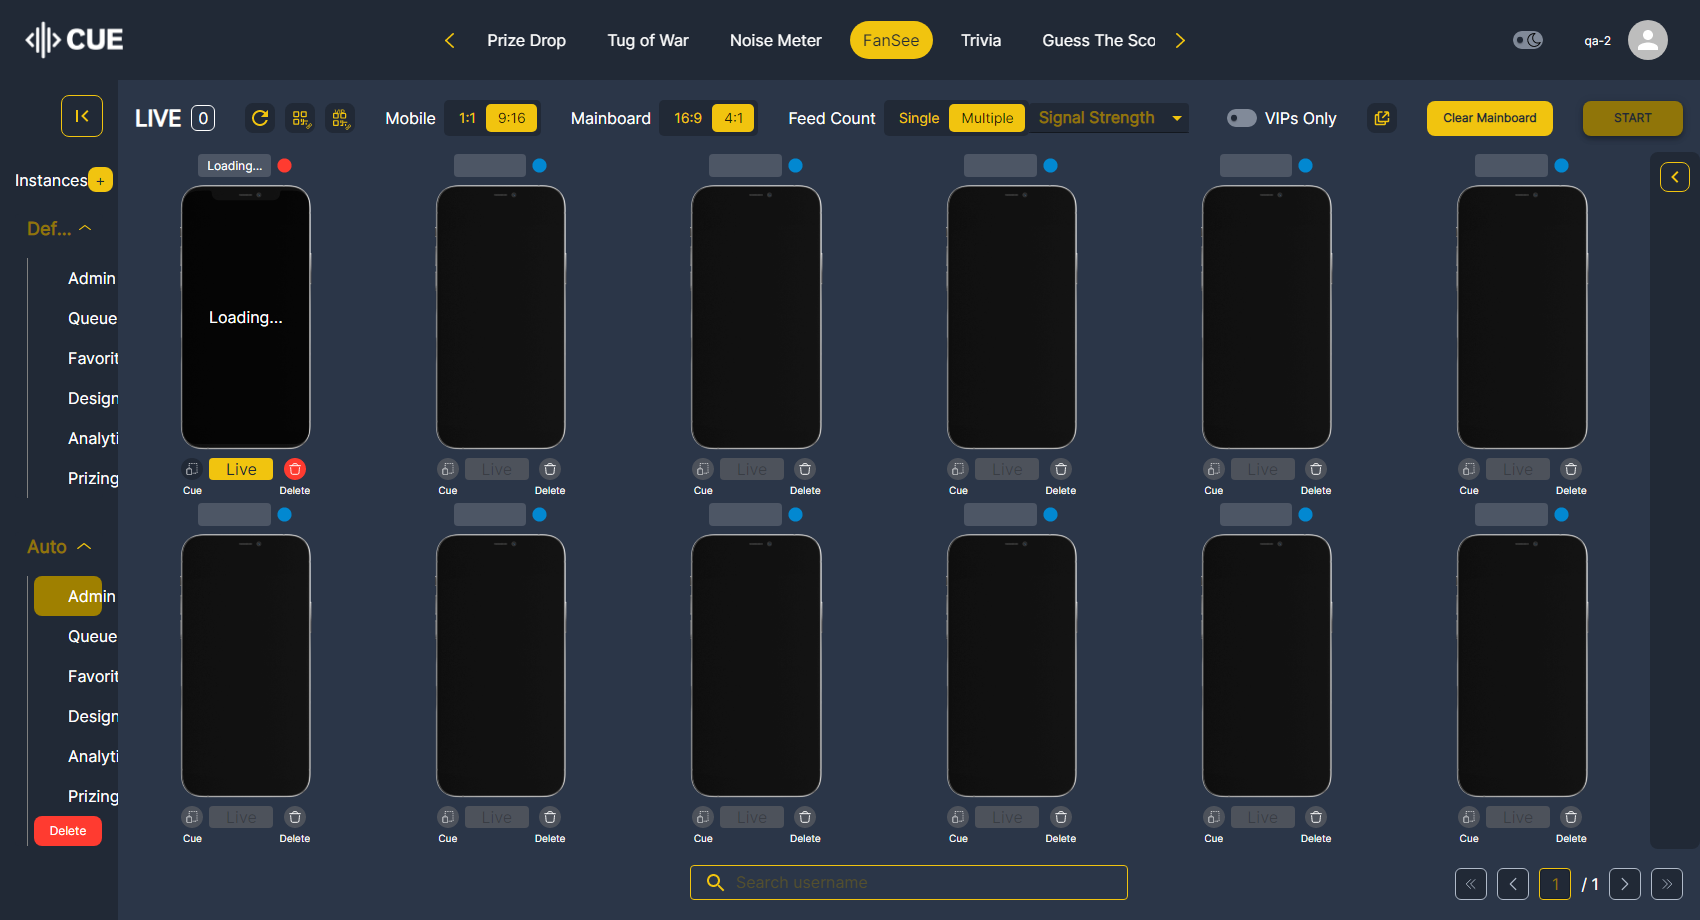 CUE
Prize Drop
Tug of War
Noise Meter
FanSee
Trivia
Guess The Sco
qa-2
LIVE 0
Mobile 1:1 9:16
Mainboard 16:9 4:1
Feed Count Single Multiple
Signal Strength
VIPs Only
Clear Mainboard
START
Instances +
Def...
Admin
Queue
Favorit
Design
Analyti
Prizing
Auto
Admin
Queue
Favorit
Design
Analyti
Prizing
Delete
Loading...
Loading...
Live Live Live Live Live Live
Cue Delete Cue Delete Cue Delete Cue Delete Cue Delete Cue Delete
Live Live Live Live Live Live
Cue Delete Cue Delete Cue Delete Cue Delete Cue Delete Cue Delete
Search username
« < 1 / 1 > »